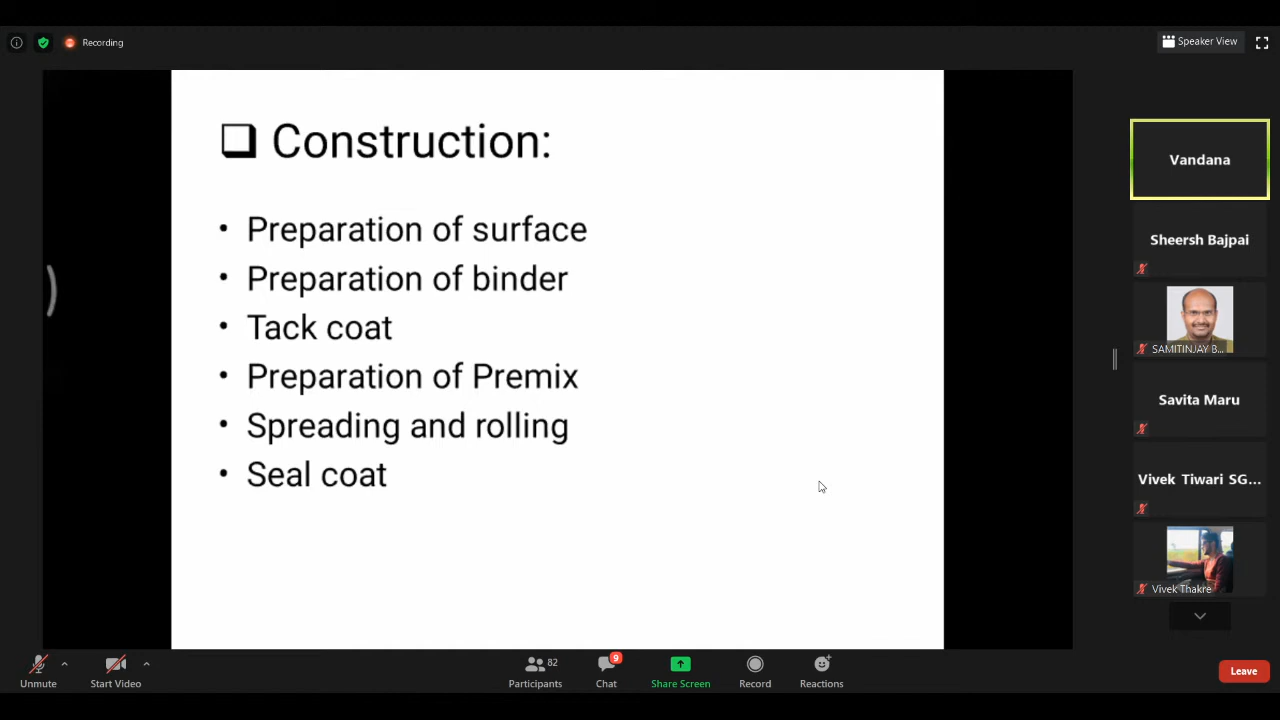 Recording
Speaker View
Construction:
• Preparation of surface
• Preparation of binder
• Tack coat
• Preparation of Premix
• Spreading and rolling
• Seal coat
Vandana
Sheersh Bajpai
SAMITINJAY B...
Savita Maru
Vivek Tiwari SG...
Vivek Thakre
Unmute
Start Video
82
Participants
9
Chat
Share Screen
Record
Reactions
Leave